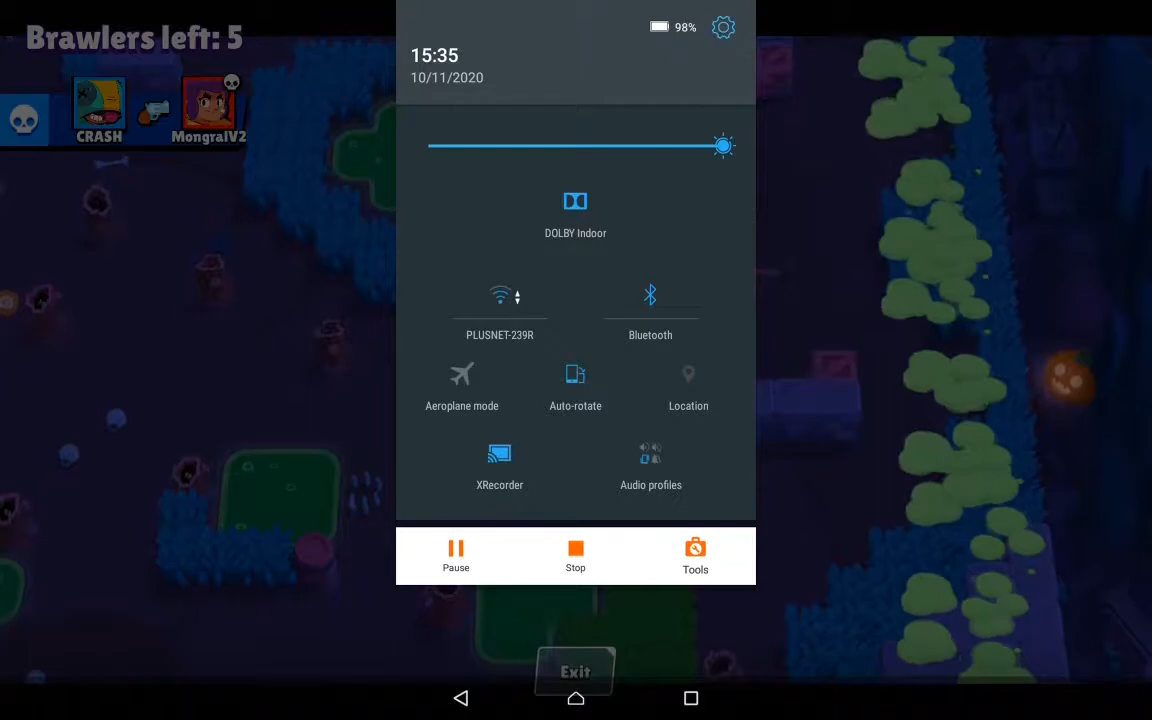 Brawlers left: 5
CRASH
MongralV2
98%
15:35
10/11/2020
DOLBY Indoor
PLUSNET-239R
Bluetooth
Aeroplane mode
Auto-rotate
Location
XRecorder
Audio profiles
Pause
Stop
Tools
Exit